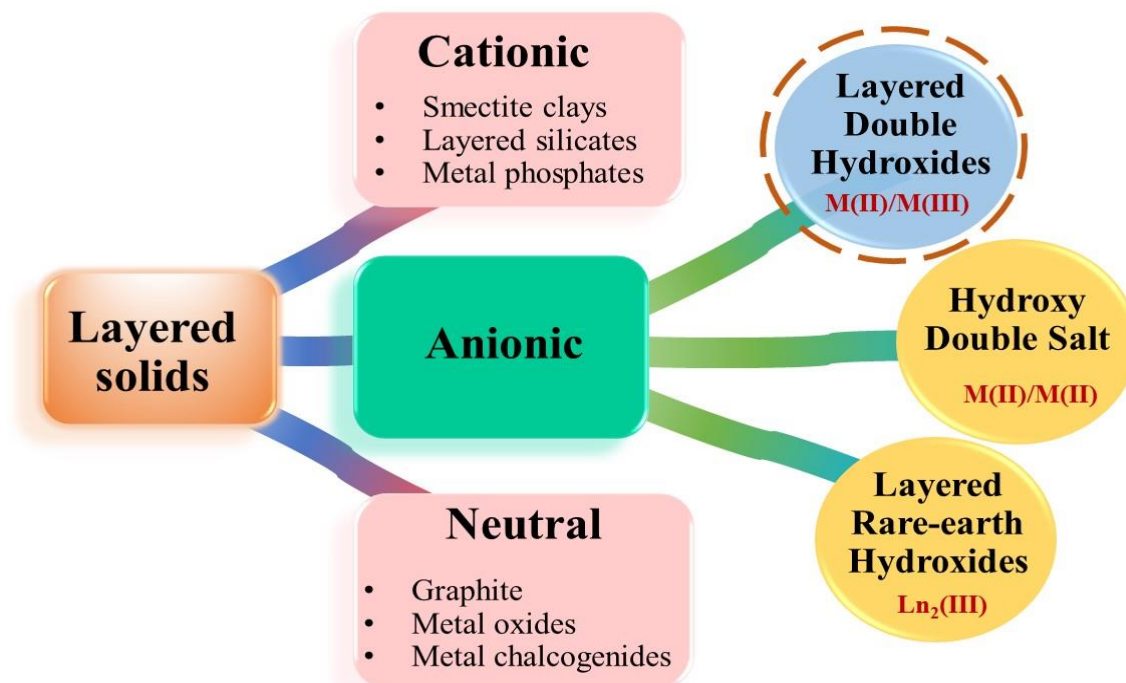 Layered
solids
Cationic
• Smectite clays
• Layered silicates
• Metal phosphates
Anionic
Neutral
• Graphite
• Metal oxides
• Metal chalcogenides
Layered
Double
Hydroxides
M(II)/M(III)
Hydroxy
Double Salt
M(II)/M(II)
Layered
Rare-earth
Hydroxides
Ln₂(III)